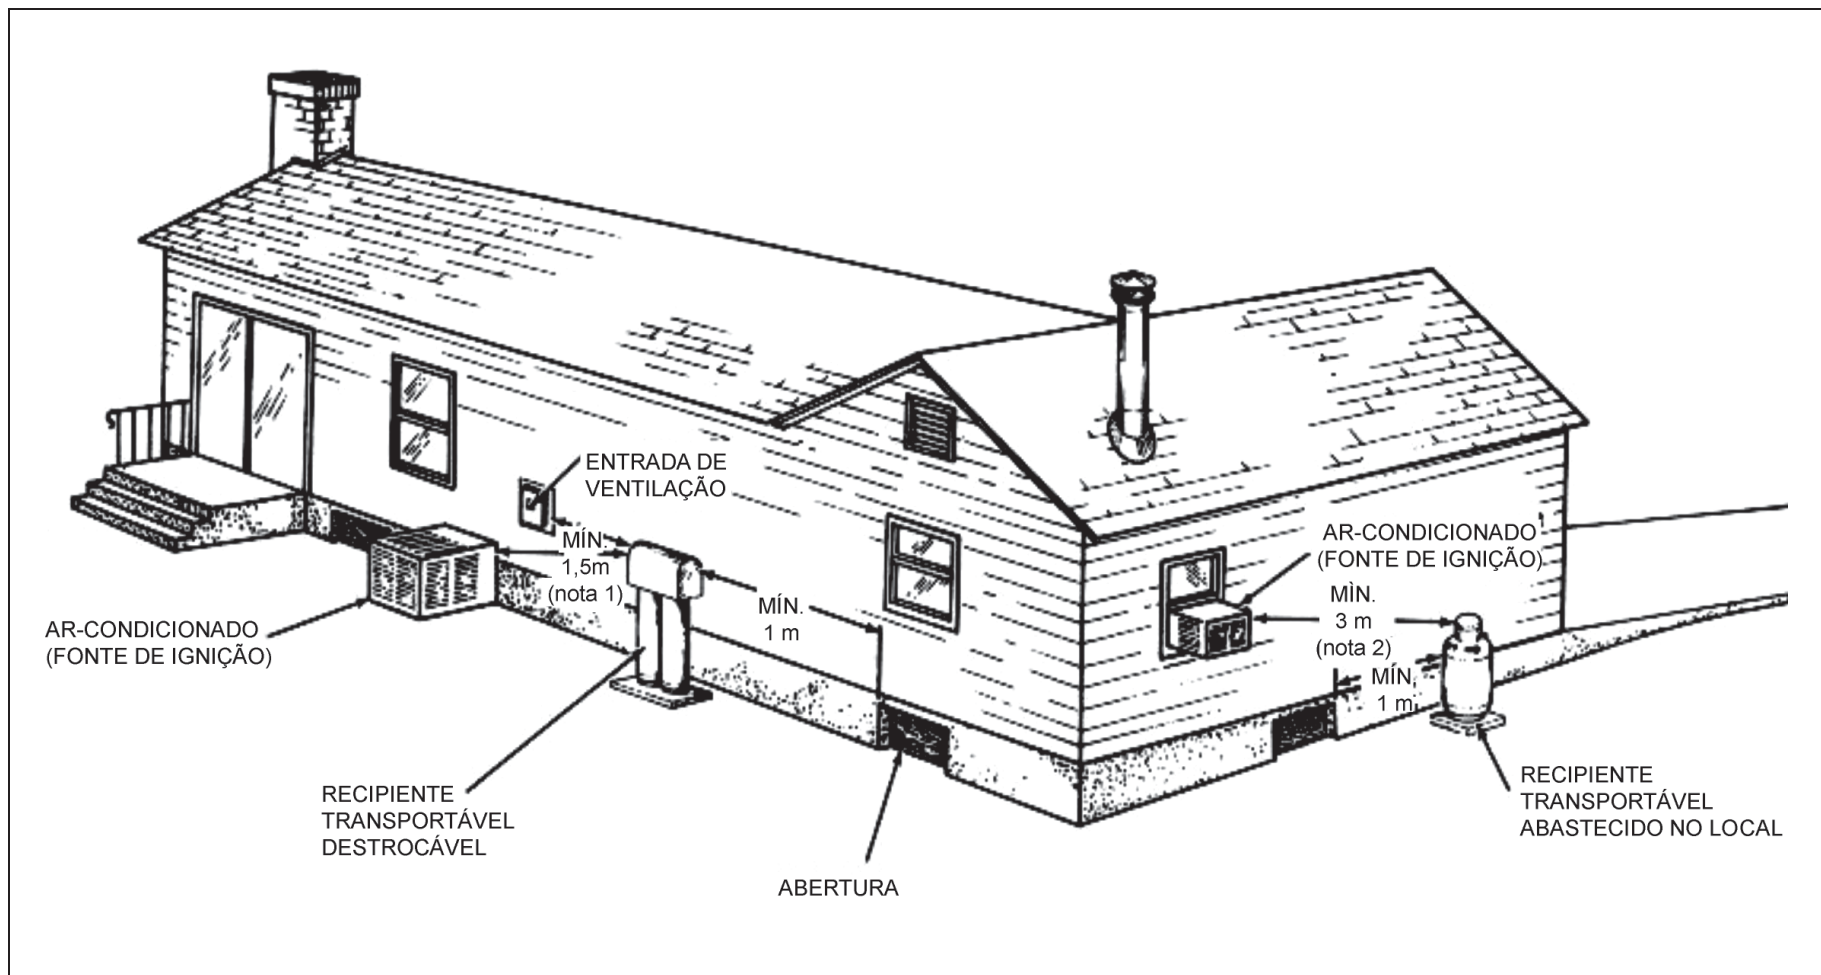 ENTRADA DE
VENTILAÇÃO
MÍN.
1,5m
(nota 1)
MÍN.
1 m
AR-CONDICIONADO
(FONTE DE IGNIÇÃO)
AR-CONDICIONADO
(FONTE DE IGNIÇÃO)
MÌN.
3 m
(nota 2)
MÍN.
1 m
RECIPIENTE
TRANSPORTÁVEL
DESTROCÁVEL
ABERTURA
RECIPIENTE
TRANSPORTÁVEL
ABASTECIDO NO LOCAL